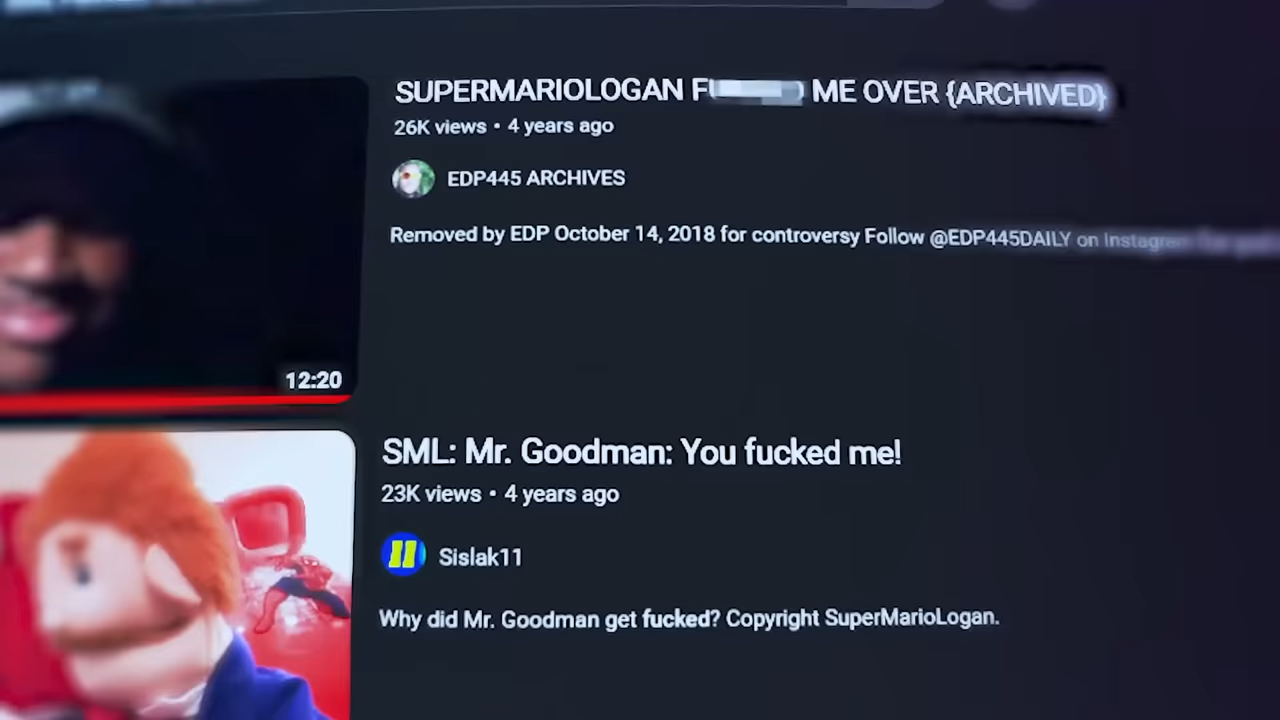 SUPERMARIOLOGAN F ME OVER {ARCHIVED}
26K views • 4 years ago
EDP445 ARCHIVES
Removed by EDP October 14, 2018 for controversy Follow @EDP445DAILY on Instagram
12:20
SML: Mr. Goodman: You fucked me!
23K views • 4 years ago
Sislak11
Why did Mr. Goodman get fucked? Copyright SuperMarioLogan.